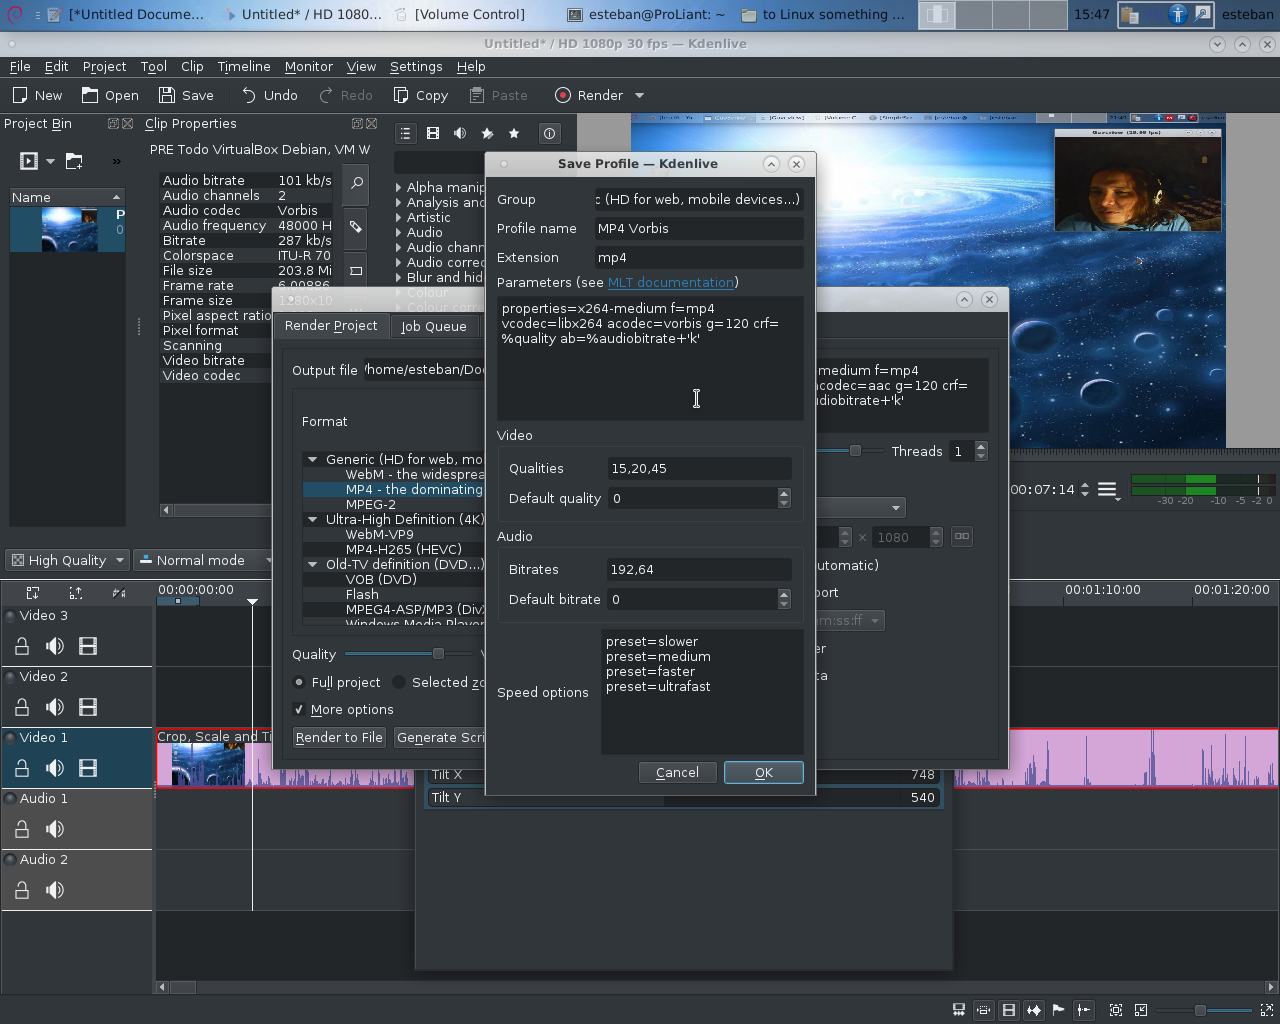 [*Untitled Docume...
Untitled* / HD 1080...
[Volume Control]
esteban@ProLiant: ~
to Linux something ...
15:47
esteban
Untitled* / HD 1080p 30 fps — Kdenlive
File Edit Project Tool Clip Timeline Monitor View Settings Help
New Open Save Undo Redo Copy Paste Render
Project Bin
Clip Properties
PRE Todo VirtualBox Debian, VM W
Name
P
0
Audio bitrate 101 kb/s
Audio channels 2
Audio codec Vorbis
Audio frequency 48000 H
Bitrate 287 kb/s
Colorspace ITU-R 70
File size 203.8 Mi
Frame rate 6.00886
Frame size 1280x10
Pixel aspect ratio
Pixel format
Scanning
Video bitrate
Video codec
Alpha manip
Analysis and
Artistic
Audio
Audio chann
Audio correc
Blur and hid
Colour
Colour corre
Save Profile — Kdenlive
Group c (HD for web, mobile devices...)
Profile name MP4 Vorbis
Extension mp4
Parameters (see MLT documentation)
properties=x264-medium f=mp4
vcodec=libx264 acodec=vorbis g=120 crf=
%quality ab=%audiobitrate+'k'
Video
Qualities 15,20,45
Default quality 0
Audio
Bitrates 192,64
Default bitrate 0
Speed options
preset=slower
preset=medium
preset=faster
preset=ultrafast
Cancel OK
Render Project Job Queue
Output file /home/esteban/Doc
Format
Generic (HD for web, mo
WebM - the widesprea
MP4 - the dominating
MPEG-2
Ultra-High Definition (4K)
WebM-VP9
MP4-H265 (HEVC)
Old-TV definition (DVD...)
VOB (DVD)
Flash
MPEG4-ASP/MP3 (DivX
Windows Media Player
Quality
Full project Selected zo
More options
Render to File Generate Scri
medium f=mp4
acodec=aac g=120 crf=
udiobitrate+'k'
Threads 1
× 1080
utomatic)
port
m:ss:ff
er
ta
00:07:14
-30 -20 -10 -5 -2 0
High Quality
Normal mode
00:00:00:00
00:01:10:00
00:01:20:00
Video 3
Video 2
Video 1
Crop, Scale and Ti
Audio 1
Audio 2
Tilt X 748
Tilt Y 540